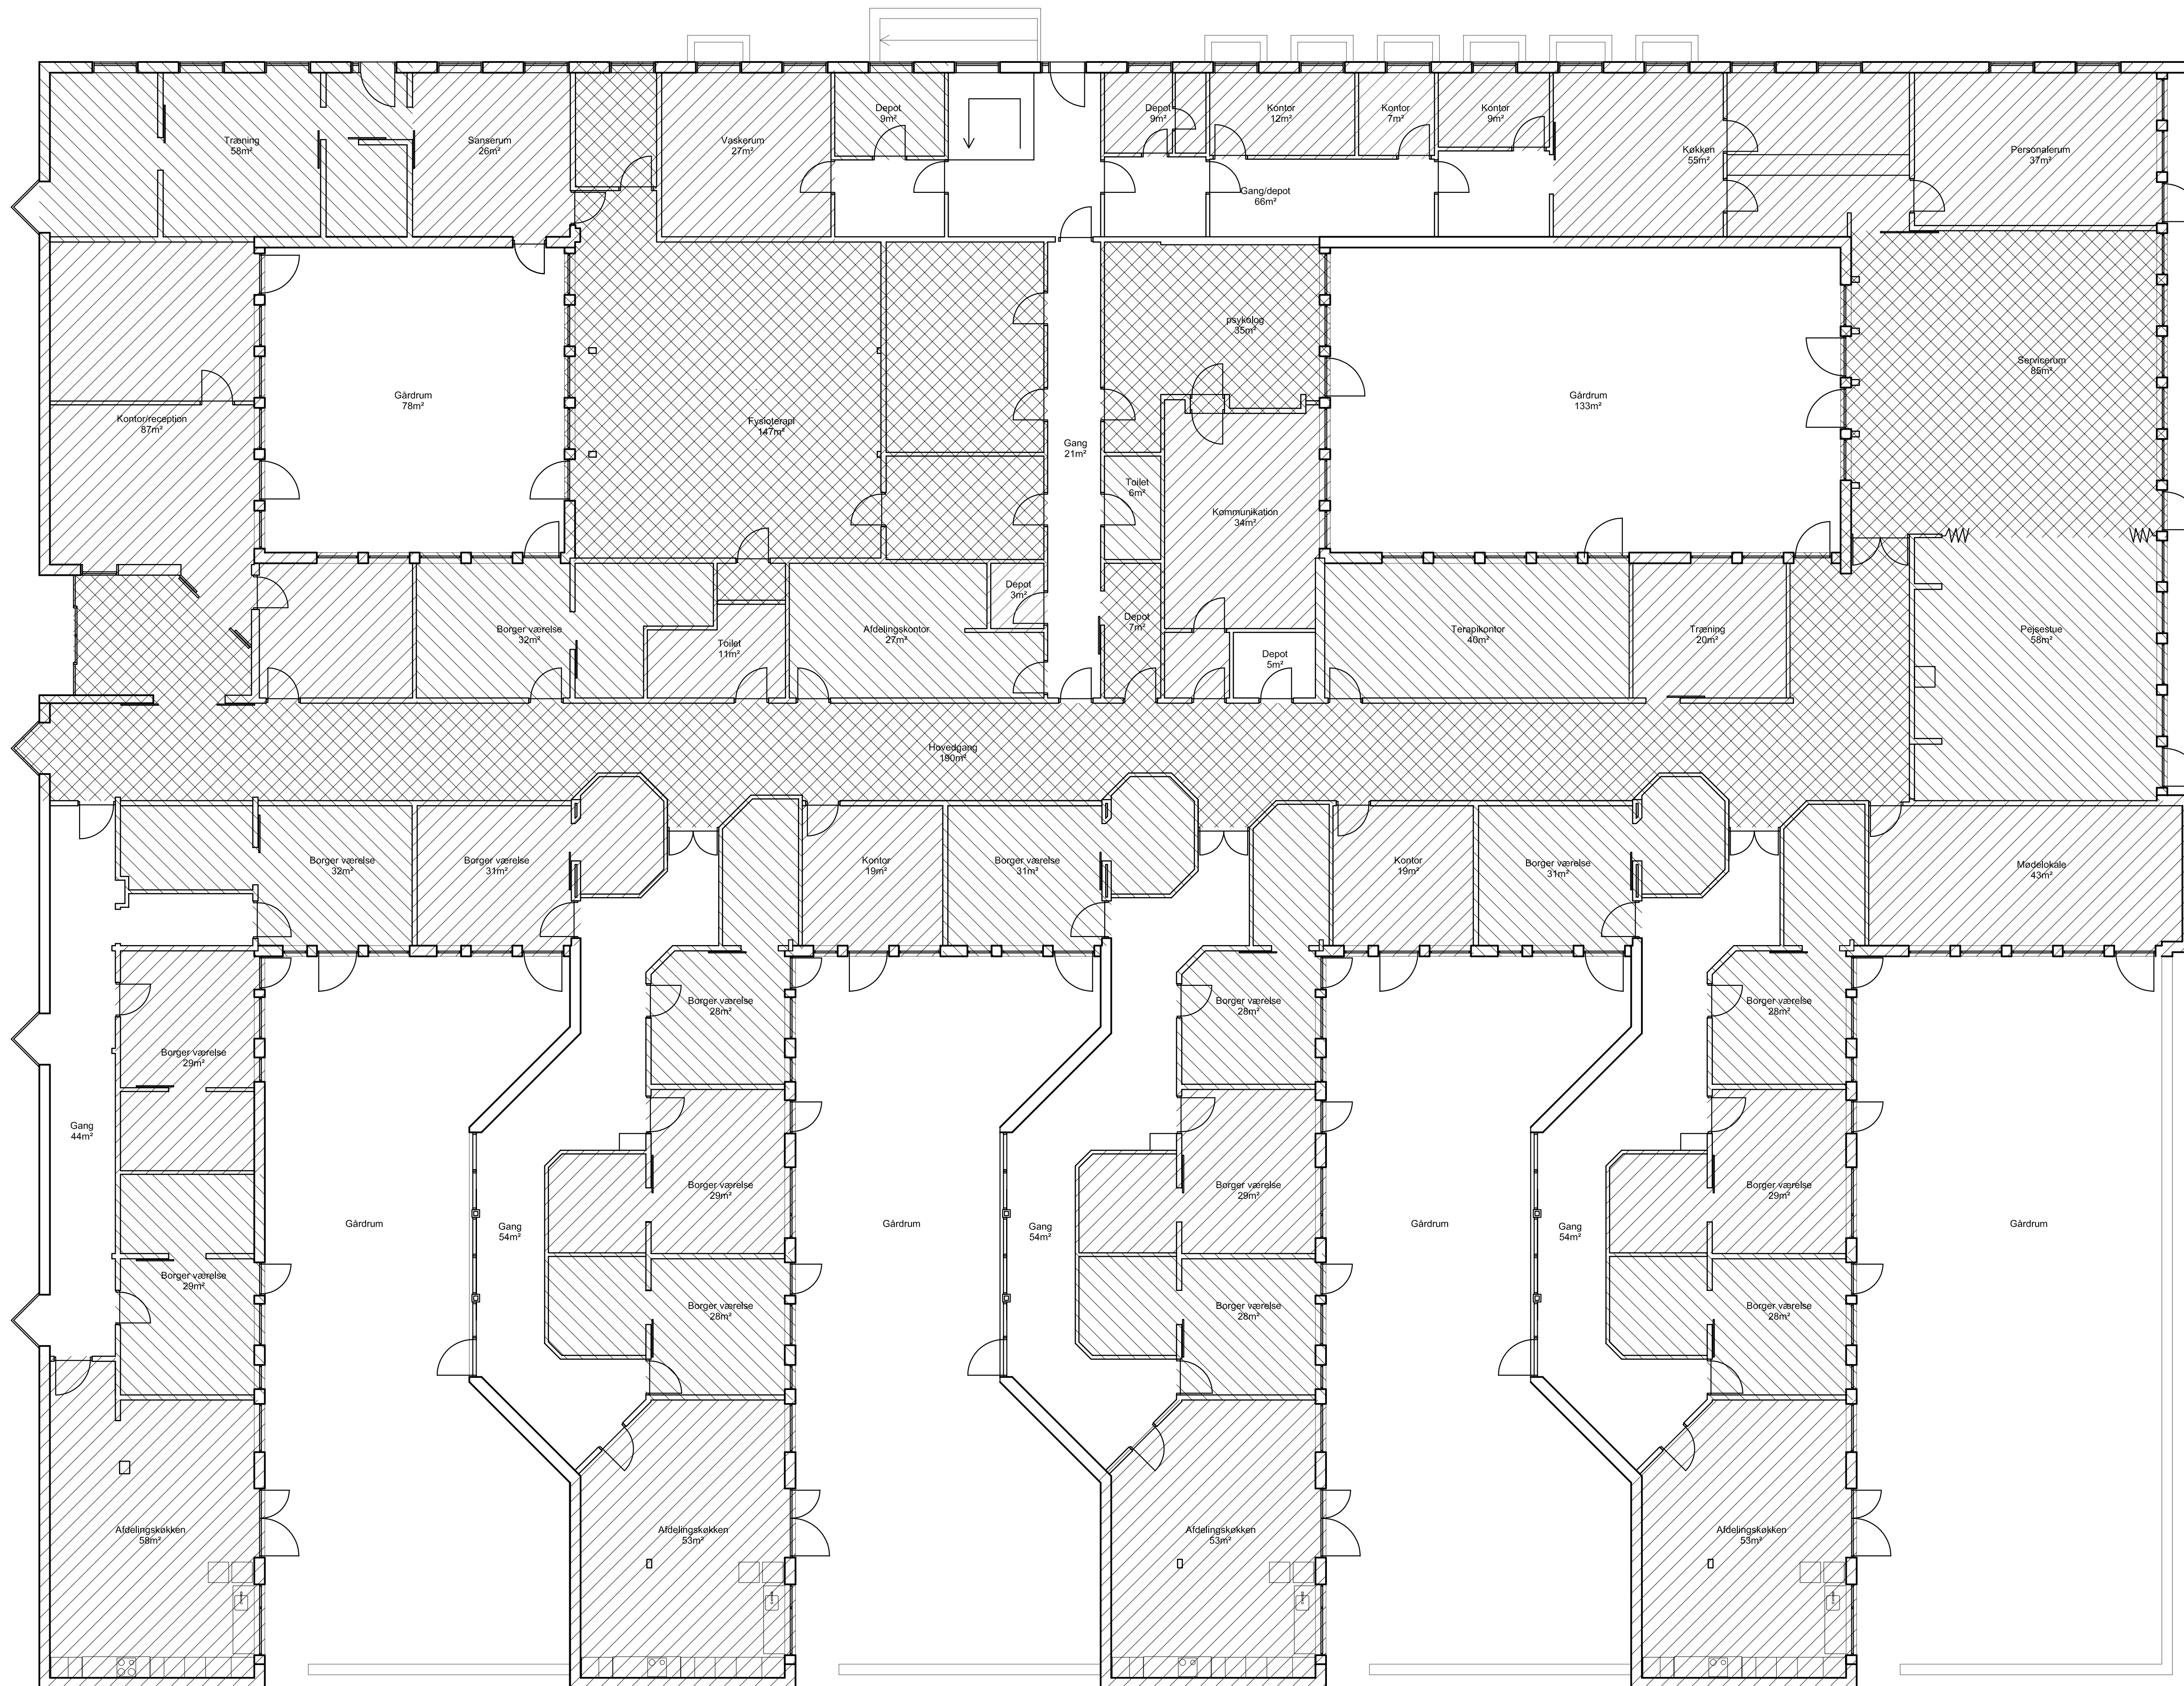 Træning
58m²
Sanserum
26m²
Vaskerum
27m²
Depot
9m²
Depot
9m²
Kontor
12m²
Kontor
7m²
Kontor
9m²
Køkken
55m²
Personalerum
37m²
Gang/depot
66m²
psykolog
35m²
Servicerum
85m²
Gårdrum
78m²
Gårdrum
133m²
Kontor/reception
87m²
Fysioterapi
147m²
Gang
21m²
Toilet
6m²
Kommunikation
34m²
Depot
3m²
Depot
7m²
Borger værelse
32m²
Toilet
11m²
Afdelingskontor
27m²
Depot
5m²
Terapikontor
40m²
Træning
20m²
Pejsestue
58m²
Hovedgang
190m²
Borger værelse
32m²
Borger værelse
31m²
Kontor
19m²
Borger værelse
31m²
Kontor
19m²
Borger værelse
31m²
Mødelokale
43m²
Borger værelse
28m²
Borger værelse
28m²
Borger værelse
28m²
Borger værelse
29m²
Gang
44m²
Borger værelse
29m²
Borger værelse
29m²
Borger værelse
29m²
Gårdrum
Gang
54m²
Gårdrum
Gang
54m²
Gårdrum
Gang
54m²
Gårdrum
Borger værelse
29m²
Borger værelse
28m²
Borger værelse
28m²
Borger værelse
28m²
Afdelingskøkken
58m²
Afdelingskøkken
53m²
Afdelingskøkken
53m²
Afdelingskøkken
53m²